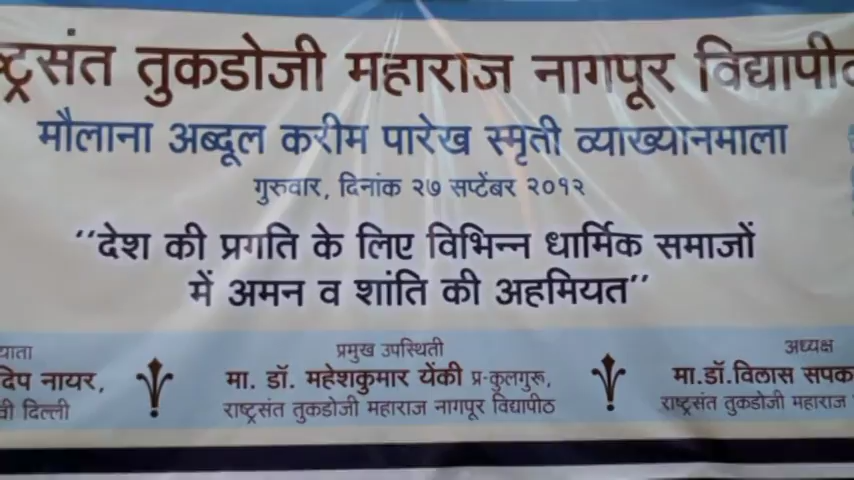 ष्ट्रसंत तुकडोजी महाराज नागपूर विद्यापीठ
मौलाना अब्दूल करीम पारेख स्मृती व्याख्यानमाला
गुरुवार, दिनांक २७ सप्टेंबर २०१२
‘‘देश की प्रगति के लिए विभिन्न धार्मिक समाजों
में अमन व शांति की अहमियत’’
प्रमुख उपस्थिती
अध्यक्ष
दिप नायर,
मा. डॉ. महेशकुमार येंकी प्र-कुलगुरू,
मा.डॉ.विलास सपक
दिल्ली
राष्ट्रसंत तुकडोजी महाराज नागपूर विद्यापीठ
राष्ट्रसंत तुकडोजी महाराज